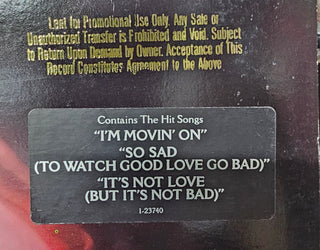 Lent for Promotional Use Only. Any Sale or
Unauthorized Transfer is Prohibited and Void. Subject
to Return Upon Demand by Owner. Acceptance of This
Record Constitutes Agreement to the Above
Contains The Hit Songs
“I'M MOVIN' ON”
“SO SAD
(TO WATCH GOOD LOVE GO BAD)”
“IT'S NOT LOVE
(BUT IT'S NOT BAD)”
1-23740